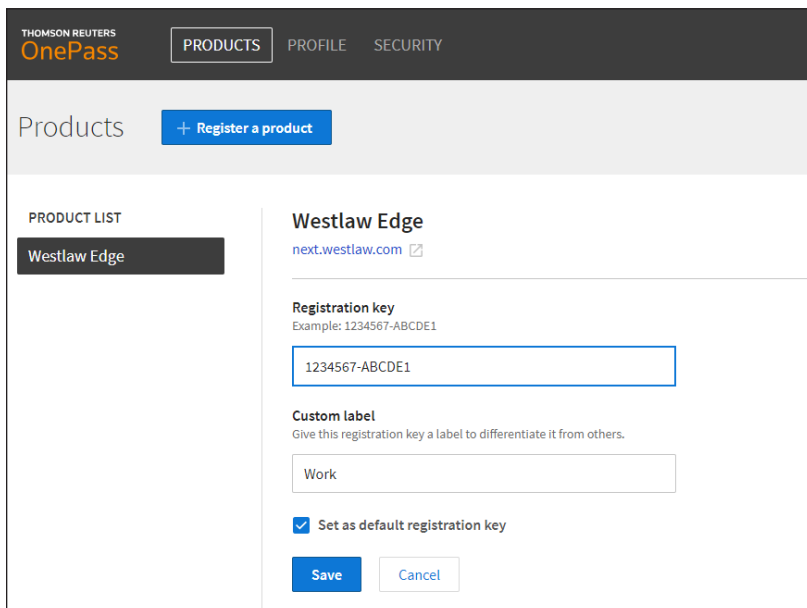 THOMSON REUTERS
OnePass
PRODUCTS PROFILE SECURITY
Products
+ Register a product
PRODUCT LIST
Westlaw Edge
Westlaw Edge
next.westlaw.com
Registration key
Example: 1234567-ABCDE1
1234567-ABCDE1
Custom label
Give this registration key a label to differentiate it from others.
Work
Set as default registration key
Save Cancel